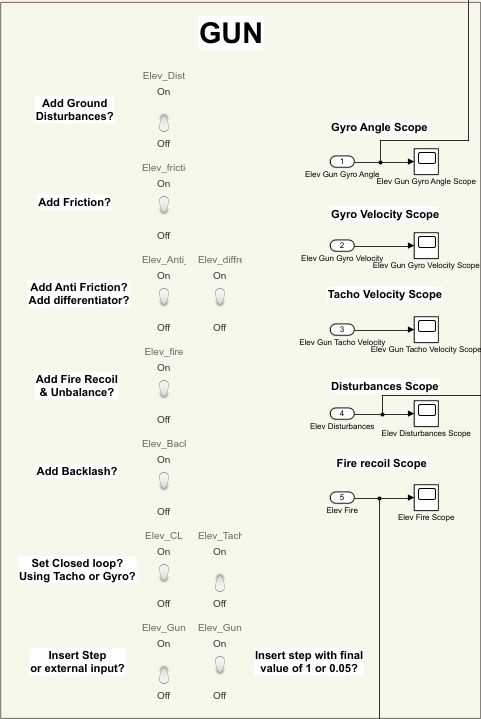 GUN
Elev_Dist
On
Add Ground
Disturbances?
Off
Elev_fricti
On
Add Friction?
Off
Elev_Anti_
Elev_diffre
On
On
Add Anti Friction?
Add differentiator?
Off
Off
Elev_fire
On
Add Fire Recoil
& Unbalance?
Off
Elev_Bacl
On
Add Backlash?
Off
Elev_CL
Elev_Tach
On
On
Set Closed loop?
Using Tacho or Gyro?
Off
Off
Elev_Gun
Elev_Gun
On
On
Insert Step
or external input?
Off
Off
Insert step with final
value of 1 or 0.05?
Gyro Angle Scope
1
Elev Gun Gyro Angle
Elev Gun Gyro Angle Scope
Gyro Velocity Scope
2
Elev Gun Gyro Velocity
Elev Gun Gyro Velocity Scope
Tacho Velocity Scope
3
Elev Gun Tacho Velocity
Elev Gun Tacho Velocity Scope
Disturbances Scope
4
Elev Disturbances
Elev Disturbances Scope
Fire recoil Scope
5
Elev Fire
Elev Fire Scope